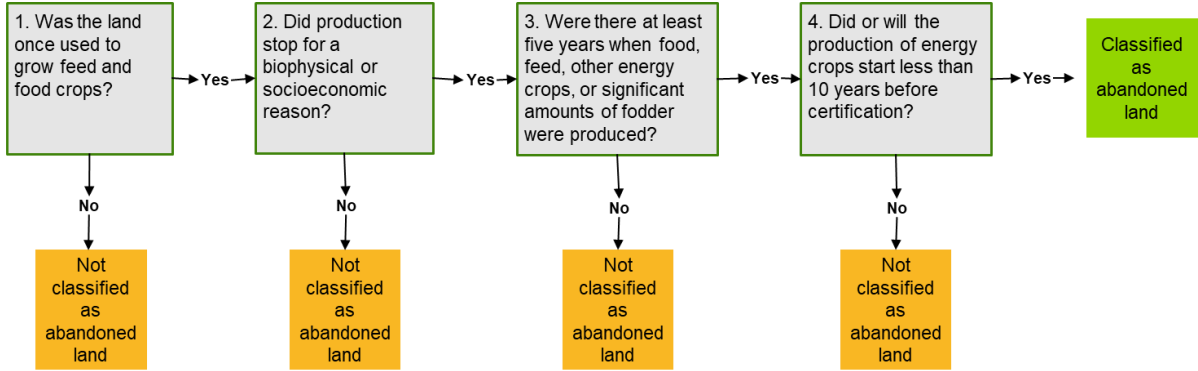 1. Was the land
once used to
grow feed and
food crops?
Yes
2. Did production
stop for a
biophysical or
socioeconomic
reason?
Yes
3. Were there at least
five years when food,
feed, other energy
crops, or significant
amounts of fodder
were produced?
Yes
4. Did or will the
production of energy
crops start less than
10 years before
certification?
Yes
Classified
as
abandoned
land
No
No
No
No
Not
classified
as
abandoned
land
Not
classified
as
abandoned
land
Not
classified
as
abandoned
land
Not
classified
as
abandoned
land